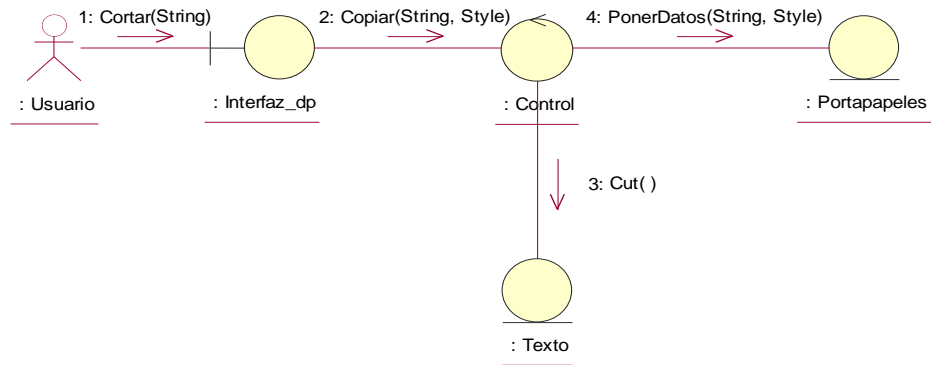 1: Cortar(String)
2: Copiar(String, Style)
4: PonerDatos(String, Style)
: Usuario
: Interfaz_dp
: Control
: Portapapeles
3: Cut( )
: Texto